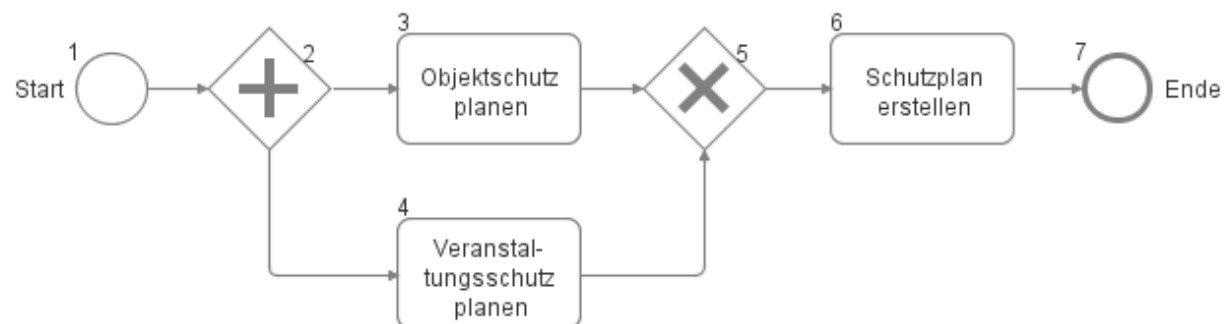 1
Start
2
3
Objektschutz
planen
4
Veranstal-
tungsschutz
planen
5
6
Schutzplan
erstellen
7
Ende